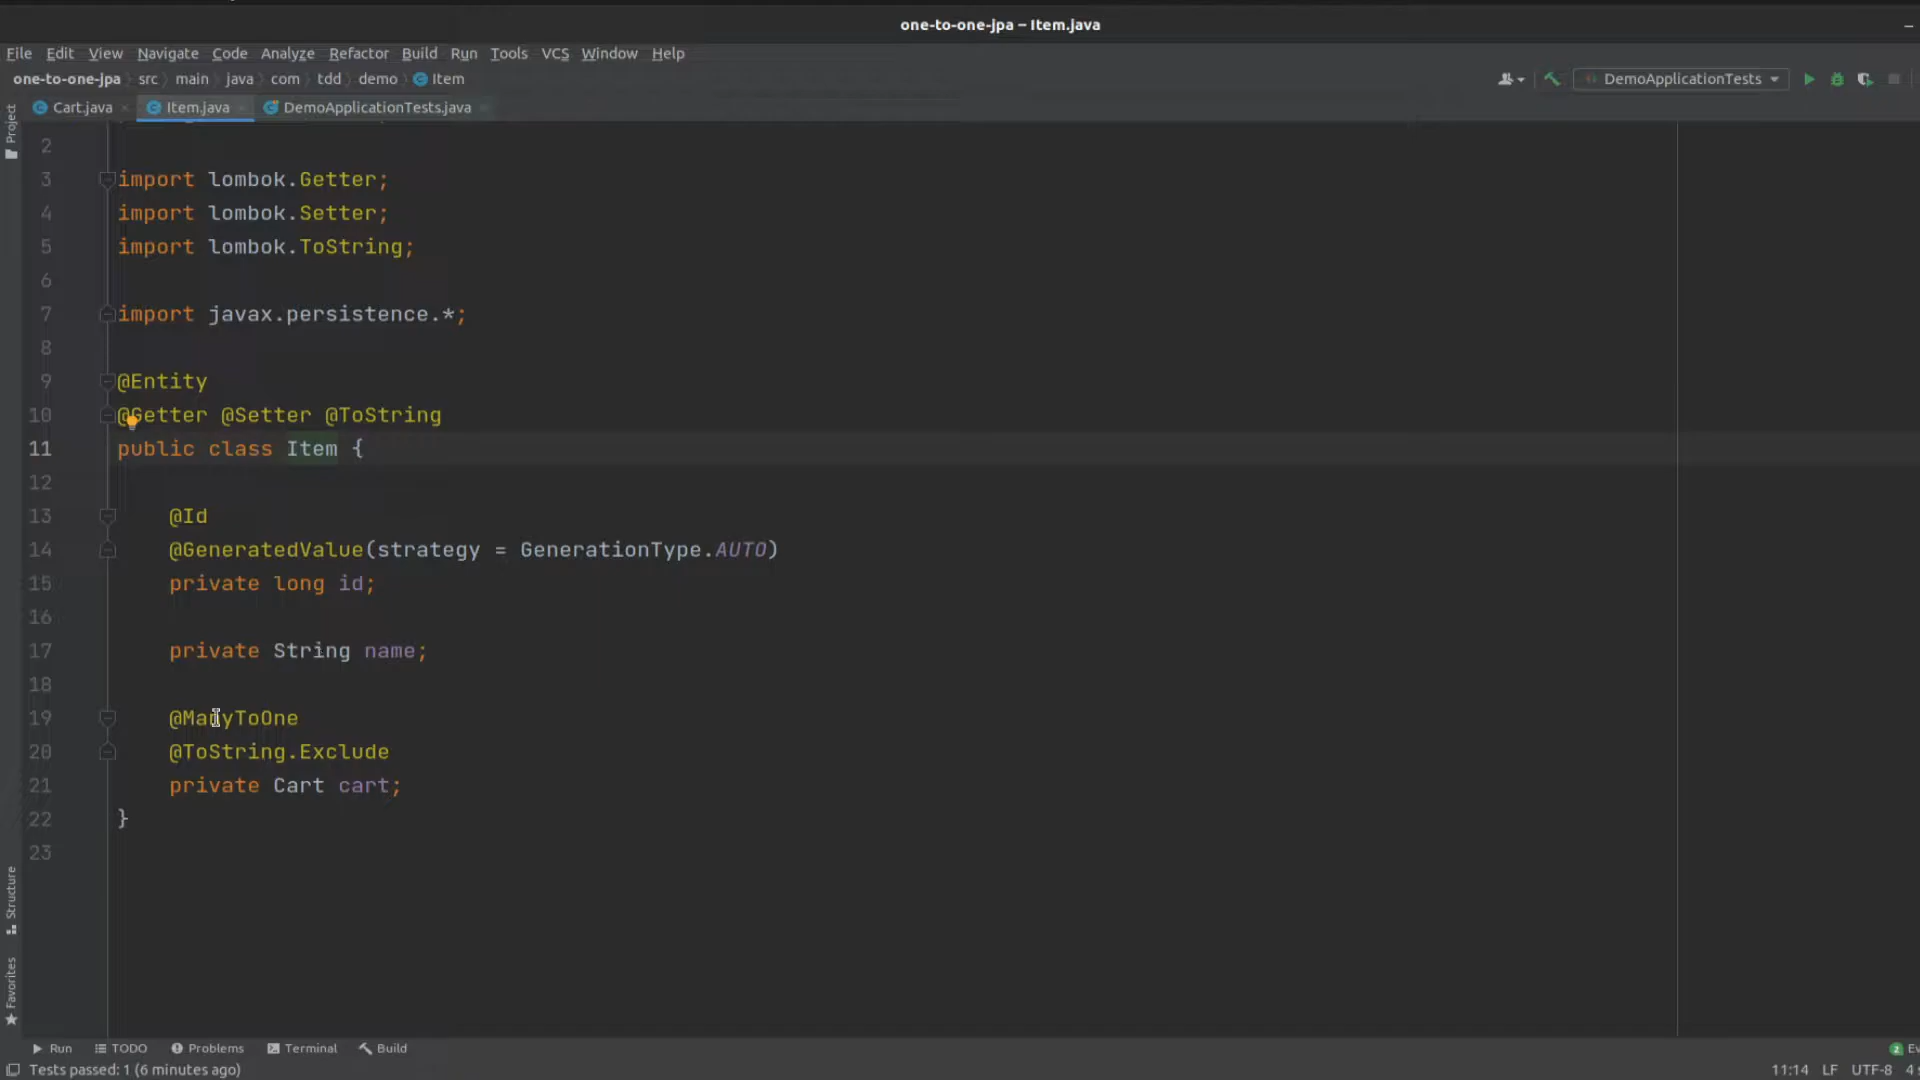 one-to-one-jpa – Item.java
File Edit View Navigate Code Analyze Refactor Build Run Tools VCS Window Help
one-to-one-jpa src main java com tdd demo Item DemoApplicationTests
Cart.java Item.java DemoApplicationTests.java
Project
2
3 import lombok.Getter;
4 import lombok.Setter;
5 import lombok.ToString;
6
7 import javax.persistence.*;
8
9 @Entity
10 @Getter @Setter @ToString
11 public class Item {
12
13 @Id
14 @GeneratedValue(strategy = GenerationType.AUTO)
15 private long id;
16
17 private String name;
18
19 @ManyToOne
20 @ToString.Exclude
21 private Cart cart;
22 }
23
Structure
Favorites
Run TODO Problems Terminal Build 2 Ev
Tests passed: 1 (6 minutes ago) 11:14 LF UTF-8 4